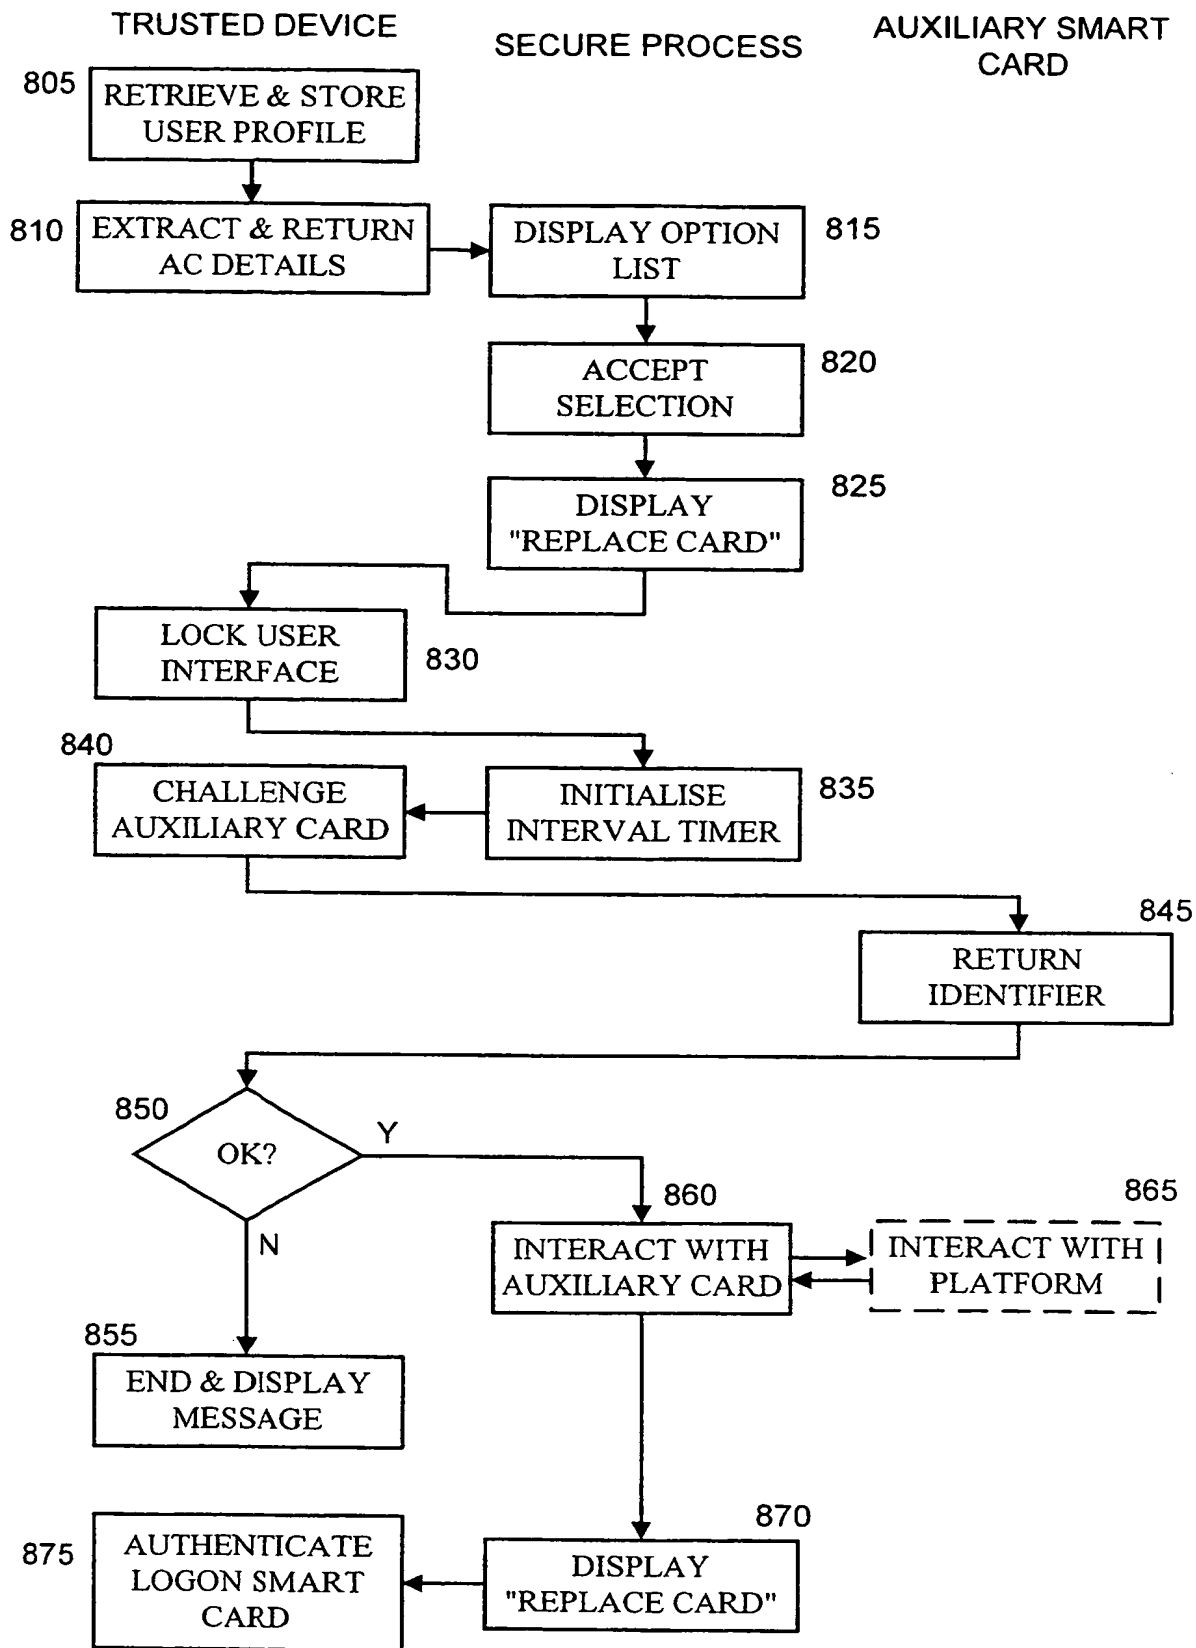 TRUSTED DEVICE
SECURE PROCESS
AUXILIARY SMART
CARD
805
RETRIEVE & STORE
USER PROFILE
810
EXTRACT & RETURN
AC DETAILS
DISPLAY OPTION
LIST
815
ACCEPT
SELECTION
820
DISPLAY
"REPLACE CARD"
825
LOCK USER
INTERFACE
830
840
CHALLENGE
AUXILIARY CARD
INITIALISE
INTERVAL TIMER
835
845
RETURN
IDENTIFIER
850
OK?
Y
N
860
INTERACT WITH
AUXILIARY CARD
865
INTERACT WITH
PLATFORM
855
END & DISPLAY
MESSAGE
870
DISPLAY
"REPLACE CARD"
875
AUTHENTICATE
LOGON SMART
CARD